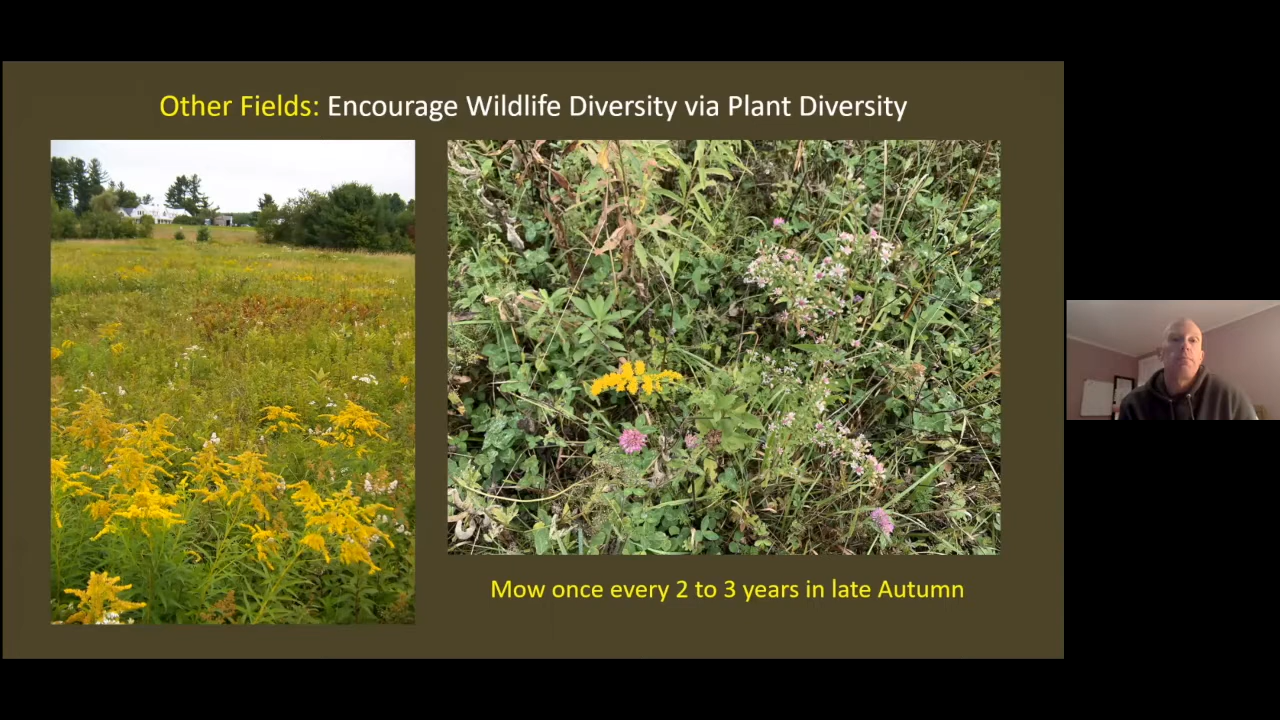 Other Fields: Encourage Wildlife Diversity via Plant Diversity
Mow once every 2 to 3 years in late Autumn